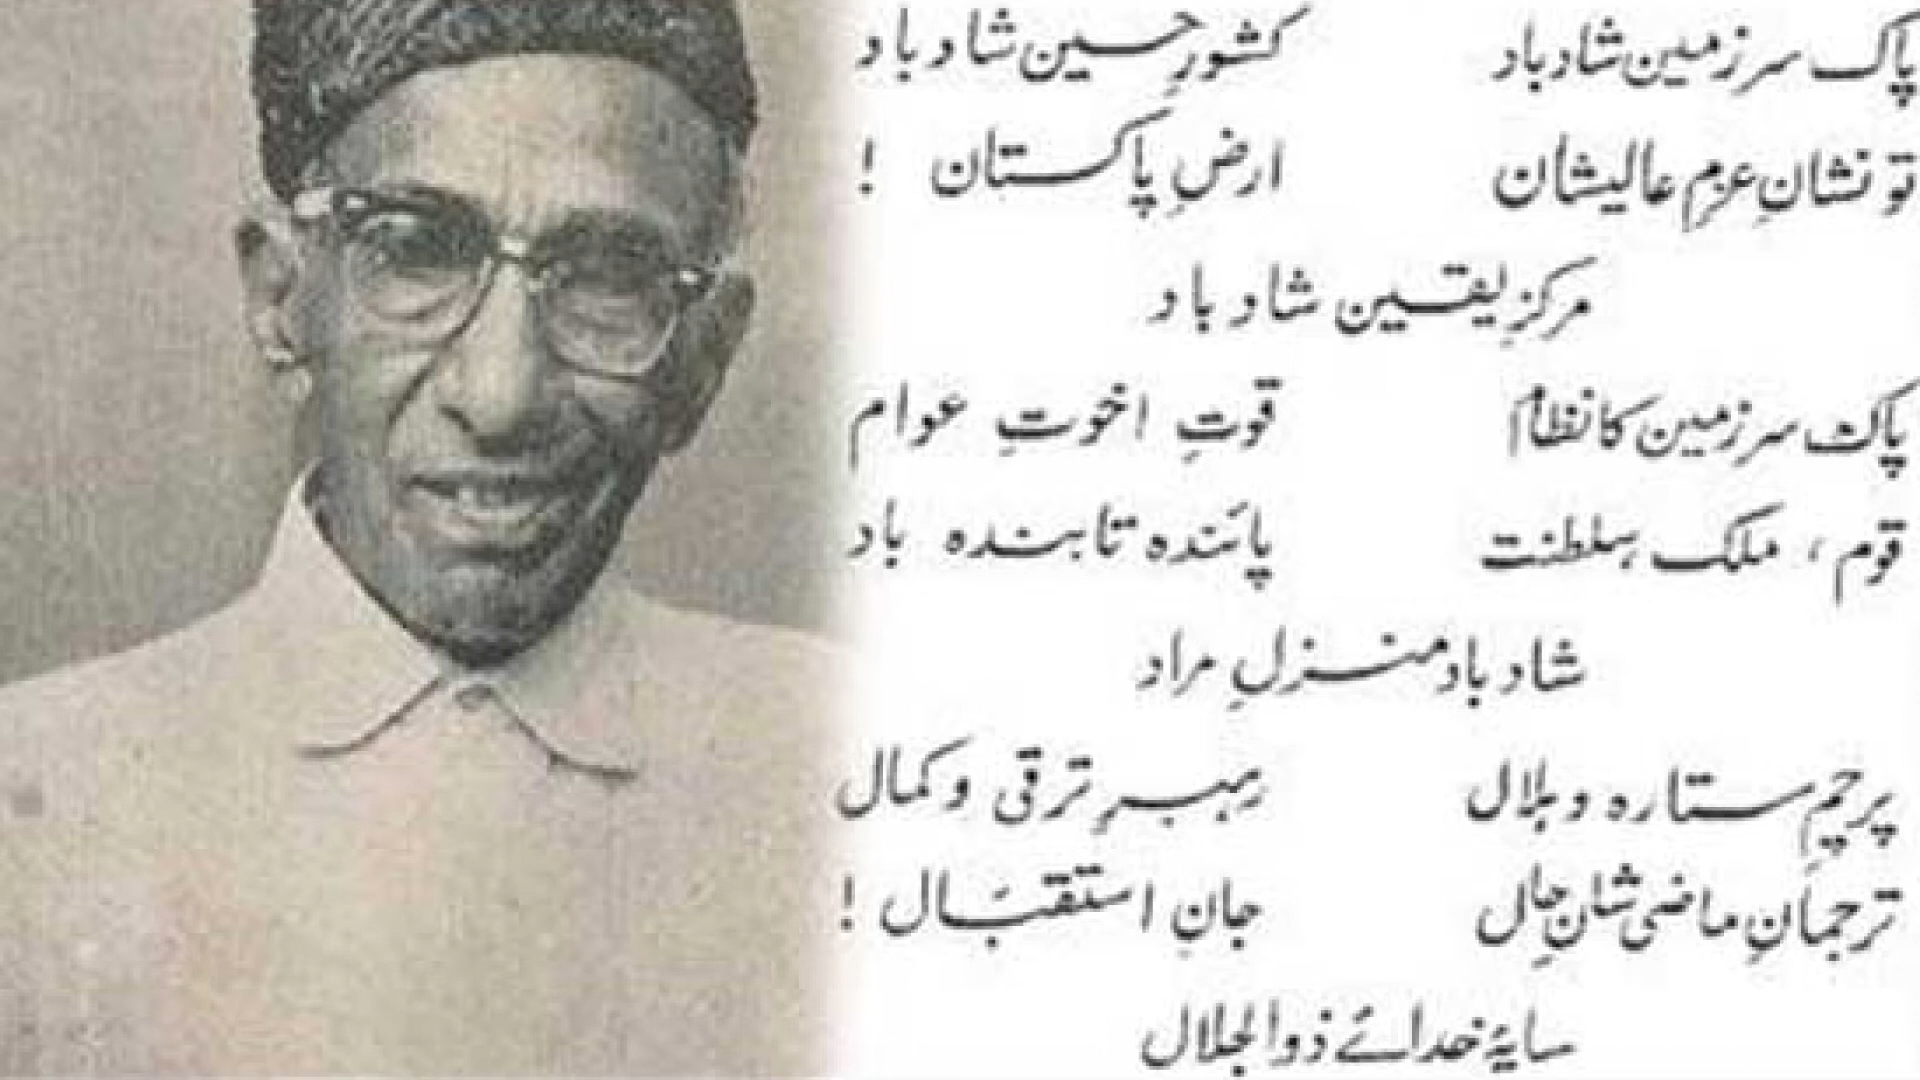 پاک سرزمین شاد باد کشورِ حسین شاد باد
تو نشانِ عزمِ عالیشان ارضِ پاکستان !
مرکزِ یقین شاد باد
پاک سرزمین کا نظام قوتِ اخوتِ عوام
قوم ، ملک ، سلطنت پائندہ تابندہ باد
شاد باد منزلِ مراد
پرچمِ ستارہ و ہلال رہبرِ ترقی و کمال
ترجمانِ ماضی شانِ حال جانِ استقبال !
سایۂ خدائے ذوالجلال